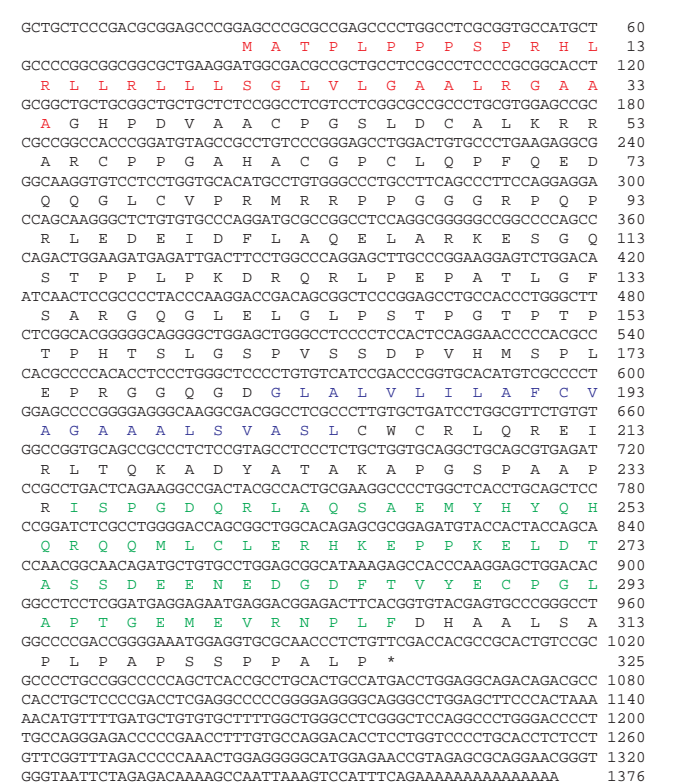 GCTGCTCCCGACGCGGAGCCCGGAGCCCGCGCCGAGCCCCTGGCCTCGCGGTGCCATGCT 60
M A T P L P P P S P R H L 13
GCCCCGGCGGCGGCGCTGAAGGATGGCGACGCCGCTGCCTCCGCCCTCCCCGCGGCACCT 120
R L L R L L L S G L V L G A A L R G A A 33
GCGGCTGCTGCGGCTGCTGCTCTCCGGCCTCGTCCTCGGCGCCGCCCTGCGTGGAGCCGC 180
A G H P D V A A C P G S L D C A L K R R 53
CGCCGGCCACCCGGATGTAGCCGCCTGTCCCGGGAGCCTGGACTGTGCCCTGAAGAGGCG 240
A R C P P G A H A C G P C L Q P F Q E D 73
GGCAAGGTGTCCTCCTGGTGCACATGCCTGTGGGCCCTGCCTTCAGCCCTTCCAGGAGGA 300
Q Q G L C V P R M R R P P G G G R P Q P 93
CCAGCAAGGGCTCTGTGTGCCCAGGATGCGCCGGCCTCCAGGCGGGGGCCGGCCCCAGCC 360
R L E D E I D F L A Q E L A R K E S G Q 113
CAGACTGGAAGATGAGATTGACTTCCTGGCCCAGGAGCTTGCCCGGAAGGAGTCTGGACA 420
S T P P L P K D R Q R L P E P A T L G F 133
ATCAACTCCGCCCCTACCCAAGGACCGACAGCGGCTCCCGGAGCCTGCCACCCTGGGCTT 480
S A R G Q G L E L G L P S T P G T P T P 153
CTCGGCACGGGGGCAGGGGCTGGAGCTGGGCCTCCCCTCCACTCCAGGAACCCCCACGCC 540
T P H T S L G S P V S S D P V H M S P L 173
CACGCCCCACACCTCCCTGGGCTCCCCTGTGTCATCCGACCCGGTGCACATGTCGCCCCT 600
E P R G G Q G D G L A L V L I L A F C V 193
GGAGCCCCGGGGAGGGCAAGGCGACGGCCTCGCCCTTGTGCTGATCCTGGCGTTCTGTGT 660
A G A A A L S V A S L C W C R L Q R E I 213
GGCCGGTGCAGCCGCCCTCTCCGTAGCCTCCCTCTGCTGGTGCAGGCTGCAGCGTGAGAT 720
R L T Q K A D Y A T A K A P G S P A A P 233
CCGCCTGACTCAGAAGGCCGACTACGCCACTGCGAAGGCCCCTGGCTCACCTGCAGCTCC 780
R I S P G D Q R L A Q S A E M Y H Y Q H 253
CCGGATCTCGCCTGGGGACCAGCGGCTGGCACAGAGCGCGGAGATGTACCACTACCAGCA 840
Q R Q Q M L C L E R H K E P P K E L D T 273
CCAACGGCAACAGATGCTGTGCCTGGAGCGGCATAAAGAGCCACCCAAGGAGCTGGACAC 900
A S S D E E N E D G D F T V Y E C P G L 293
GGCCTCCTCGGATGAGGAGAATGAGGACGGAGACTTCACGGTGTACGAGTGCCCGGGCCT 960
A P T G E M E V R N P L F D H A A L S A 313
GGCCCCGACCGGGGAAATGGAGGTGCGCAACCCTCTGTTCGACCACGCCGCACTGTCCGC 1020
P L P A P S S P P A L P * 325
GCCCCTGCCGGCCCCCAGCTCACCGCCTGCACTGCCATGACCTGGAGGCAGACAGACGCC 1080
CACCTGCTCCCCGACCTCGAGGCCCCCGGGGAGGGGCAGGGCCTGGAGCTTCCCACTAAA 1140
AACATGTTTTGATGCTGTGTGCTTTTGGCTGGGCCTCGGGCTCCAGGCCCTGGGACCCCT 1200
TGCCAGGGAGACCCCCGAACCTTTGTGCCAGGACACCTCCTGGTCCCCTGCACCTCTCCT 1260
GTTCGGTTTAGACCCCCAAACTGGAGGGGGCATGGAGAACCGTAGAGCGCAGGAACGGGT 1320
GGGTAATTCTAGAGACAAAAGCCAATTAAAGTCCATTTCAGAAAAAAAAAAAAAAA 1376